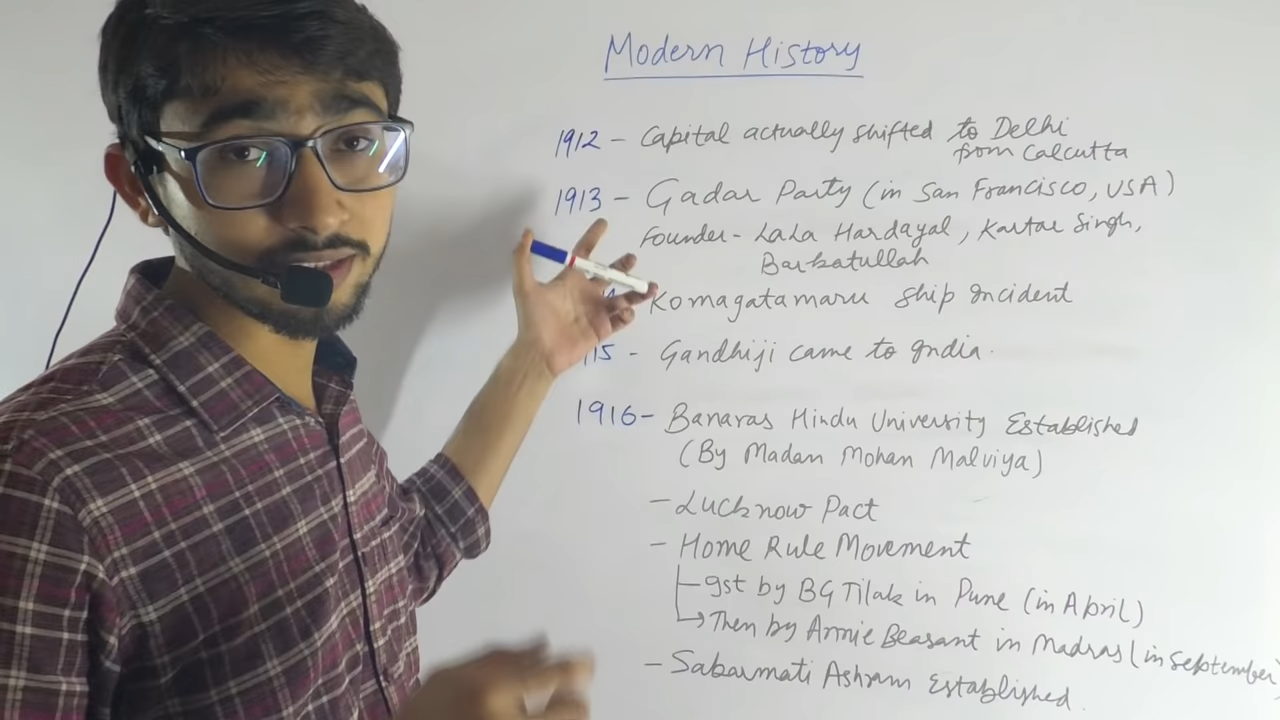 Modern History
1912 - Capital actually shifted to Delhi
from Calcutta
1913 - Gadar Party (in San Francisco, USA)
Founder - LaLa Hardayal, Kartar Singh,
Barkatullah
Komagatamaru Ship Incident
15 - Gandhiji came to India.
1916 - Banaras Hindu University Established
(By Madan Mohan Malviya)
- Lucknow Pact
- Home Rule Movement
Ist by BG Tilak in Pune (in April)
Then by Annie Beasant in Madras (in September)
- Sabarmati Ashram Established.